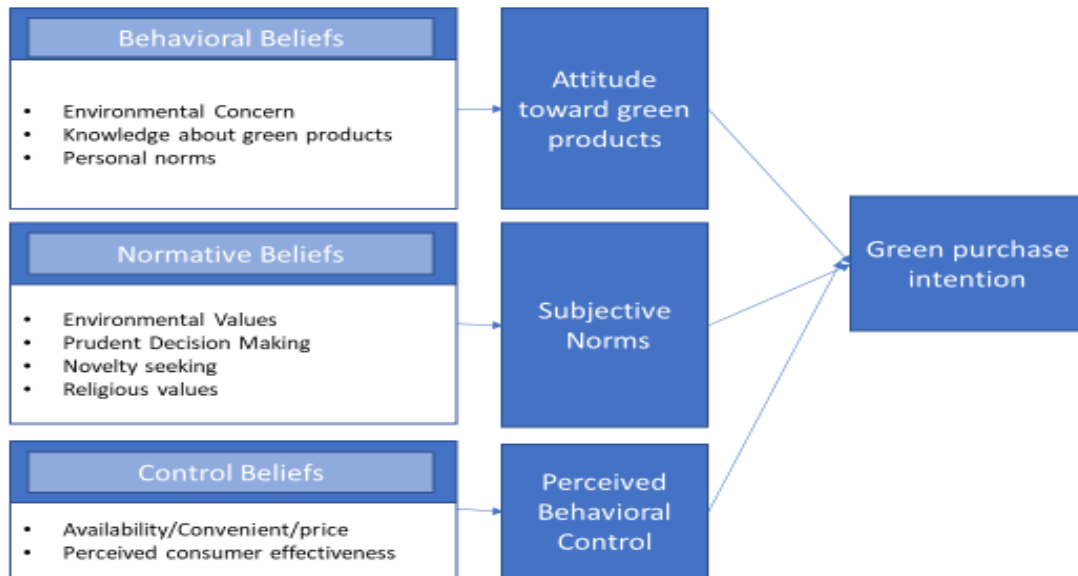 Behavioral Beliefs
• Environmental Concern
• Knowledge about green products
• Personal norms
Attitude
toward green
products
Normative Beliefs
• Environmental Values
• Prudent Decision Making
• Novelty seeking
• Religious values
Subjective
Norms
Control Beliefs
• Availability/Convenient/price
• Perceived consumer effectiveness
Perceived
Behavioral
Control
Green purchase
intention